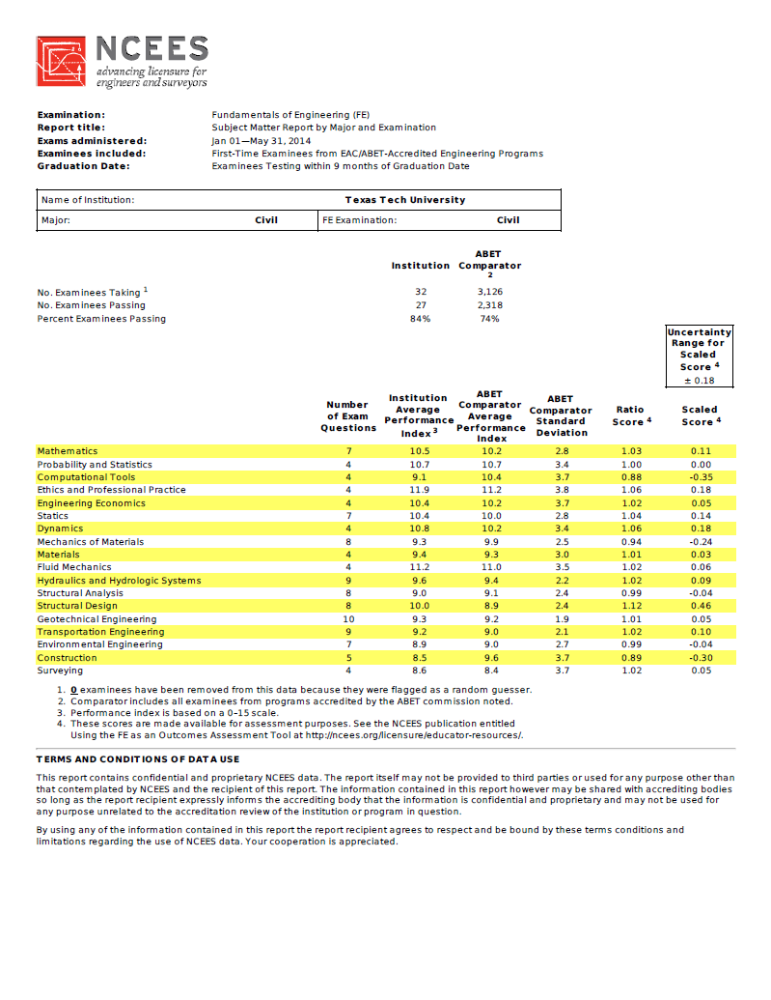 NCEES
advancing licensure for
engineers and surveyors
Examination: Fundamentals of Engineering (FE)
Report title: Subject Matter Report by Major and Examination
Exams administered: Jan 01—May 31, 2014
Examinees included: First-Time Examinees from EAC/ABET-Accredited Engineering Programs
Graduation Date: Examinees Testing within 9 months of Graduation Date
Name of Institution: Texas Tech University
Major: Civil FE Examination: Civil
Institution ABET Comparator 2
No. Examinees Taking 1 32 3,126
No. Examinees Passing 27 2,318
Percent Examinees Passing 84% 74%
Uncertainty
Range for
Scaled
Score 4
± 0.18
Number of Exam Questions Institution Average Performance Index 3 ABET Comparator Average Performance Index ABET Comparator Standard Deviation Ratio Score 4 Scaled Score 4
Mathematics 7 10.5 10.2 2.8 1.03 0.11
Probability and Statistics 4 10.7 10.7 3.4 1.00 0.00
Computational Tools 4 9.1 10.4 3.7 0.88 -0.35
Ethics and Professional Practice 4 11.9 11.2 3.8 1.06 0.18
Engineering Economics 4 10.4 10.2 3.7 1.02 0.05
Statics 7 10.4 10.0 2.8 1.04 0.14
Dynamics 4 10.8 10.2 3.4 1.06 0.18
Mechanics of Materials 8 9.3 9.9 2.5 0.94 -0.24
Materials 4 9.4 9.3 3.0 1.01 0.03
Fluid Mechanics 4 11.2 11.0 3.5 1.02 0.06
Hydraulics and Hydrologic Systems 9 9.6 9.4 2.2 1.02 0.09
Structural Analysis 8 9.0 9.1 2.4 0.99 -0.04
Structural Design 8 10.0 8.9 2.4 1.12 0.46
Geotechnical Engineering 10 9.3 9.2 1.9 1.01 0.05
Transportation Engineering 9 9.2 9.0 2.1 1.02 0.10
Environmental Engineering 7 8.9 9.0 2.7 0.99 -0.04
Construction 5 8.5 9.6 3.7 0.89 -0.30
Surveying 4 8.6 8.4 3.7 1.02 0.05
1. 0 examinees have been removed from this data because they were flagged as a random guesser.
2. Comparator includes all examinees from programs accredited by the ABET commission noted.
3. Performance index is based on a 0–15 scale.
4. These scores are made available for assessment purposes. See the NCEES publication entitled
Using the FE as an Outcomes Assessment Tool at http://ncees.org/licensure/educator-resources/.
TERMS AND CONDITIONS OF DATA USE
This report contains confidential and proprietary NCEES data. The report itself may not be provided to third parties or used for any purpose other than
that contemplated by NCEES and the recipient of this report. The information contained in this report however may be shared with accrediting bodies
so long as the report recipient expressly informs the accrediting body that the information is confidential and proprietary and may not be used for
any purpose unrelated to the accreditation review of the institution or program in question.
By using any of the information contained in this report the report recipient agrees to respect and be bound by these terms conditions and
limitations regarding the use of NCEES data. Your cooperation is appreciated.